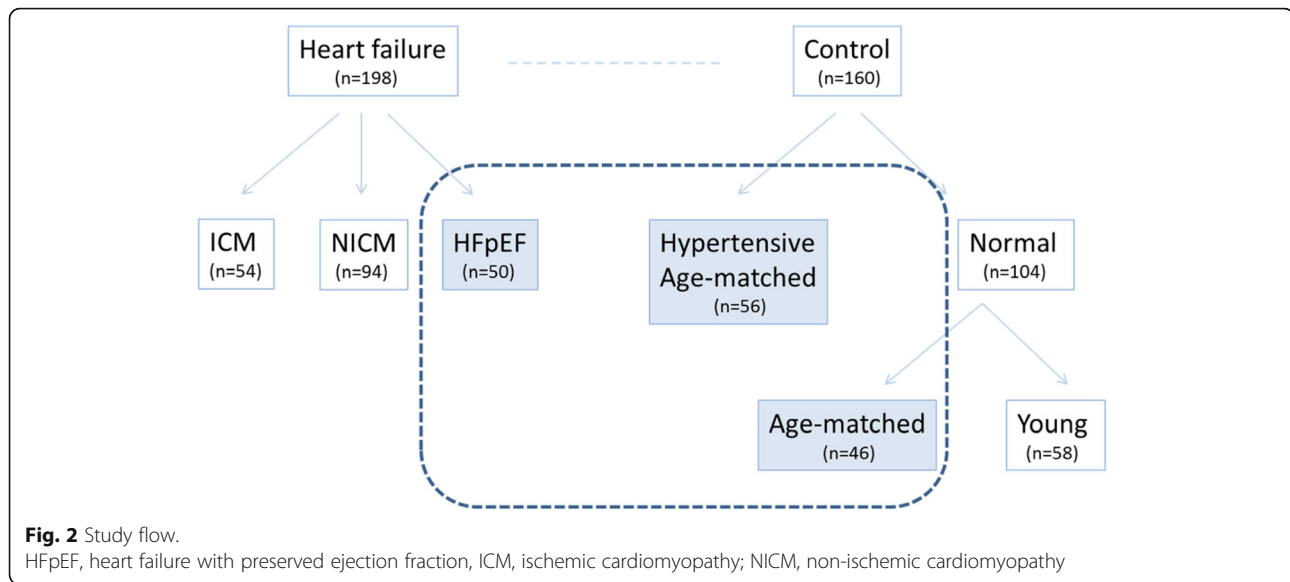 Heart failure
(n=198)
Control
(n=160)
ICM
(n=54)
NICM
(n=94)
HFpEF
(n=50)
Hypertensive
Age-matched
(n=56)
Normal
(n=104)
Age-matched
(n=46)
Young
(n=58)
Fig. 2 Study flow.
HFpEF, heart failure with preserved ejection fraction, ICM, ischemic cardiomyopathy; NICM, non-ischemic cardiomyopathy